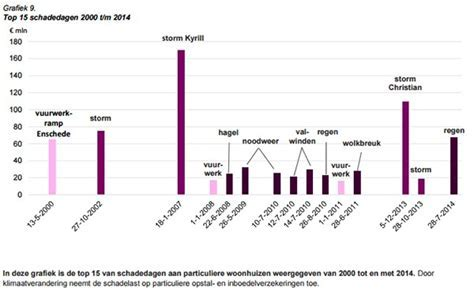 Grafiek 9.
Top 15 schadedagen 2000 t/m 2014
€ mln
180
160
140
120
100
80
60
40
20
0
vuurwerk-
ramp
Enschede
storm
storm Kyrill
vuur-
werk
hagel
noodweer
val-
winden
regen
vuur-
werk
wolkbreuk
storm
Christian
storm
regen
13-5-2000
27-10-2002
18-1-2007
1-1-2008
22-6-2008
26-5-2009
10-7-2010
12-7-2010
14-7-2010
26-8-2010
1-1-2011
28-6-2011
5-12-2013
28-10-2013
28-7-2014
In deze grafiek is de top 15 van schadedagen aan particuliere woonhuizen weergegeven van 2000 tot en met 2014. Door
klimaatverandering neemt de schadelast op particuliere opstal- en inboedelverzekeringen toe.